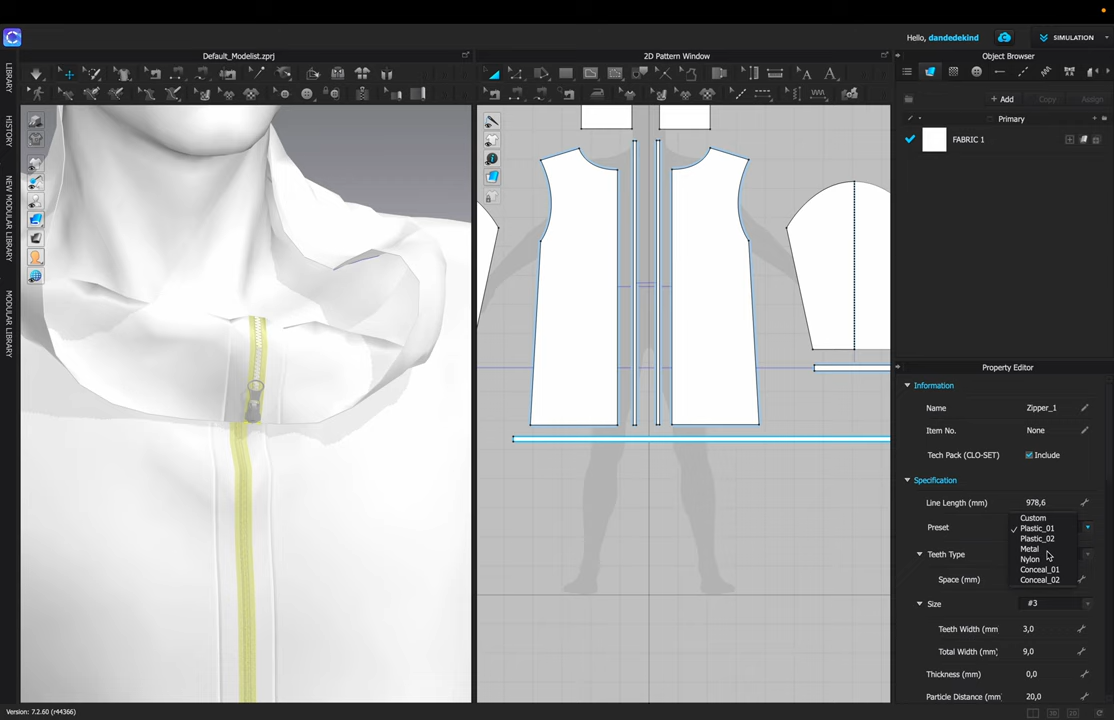 Hello, dandedekind
SIMULATION
Default_Modelist.zprj
2D Pattern Window
Object Browser
LIBRARY
HISTORY
NEW MODULAR LIBRARY
MODULAR LIBRARY
+ Add
Copy
Assign
Primary
FABRIC 1
Property Editor
Information
Name Zipper_1
Item No. None
Tech Pack (CLO-SET) Include
Specification
Line Length (mm) 978,6
Preset
Custom
Plastic_01
Plastic_02
Metal
Nylon
Conceal_01
Conceal_02
Teeth Type
Space (mm)
Size #3
Teeth Width (mm
Total Width (mm)
3,0
9,0
Thickness (mm) 0,0
Particle Distance (mm) 20,0
Version: 7.2.60 (r44366)
3D
2D